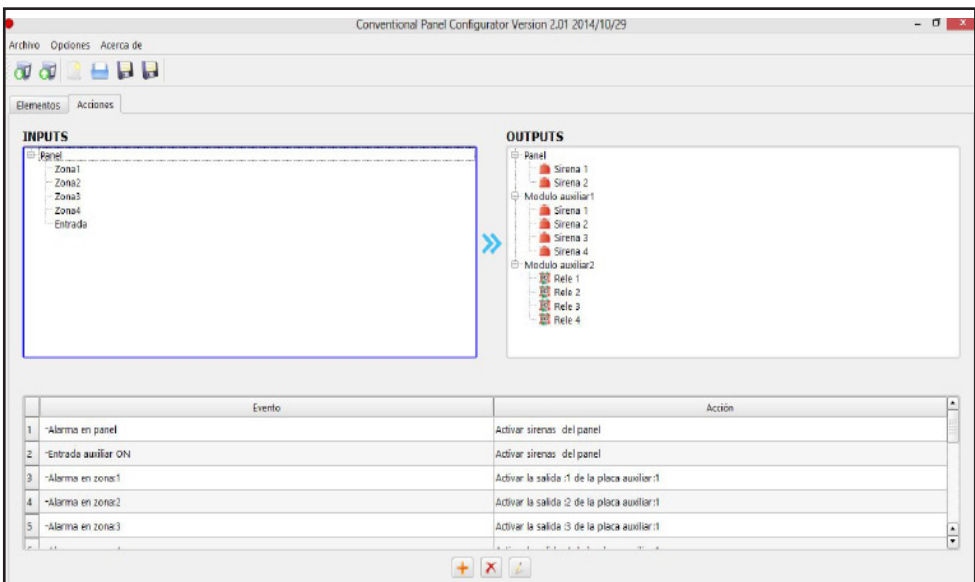 Conventional Panel Configurator Version 2.01 2014/10/29
Archivo Opciones Acerca de
Elementos Acciones
INPUTS
Panel
Zona1
Zona2
Zona3
Zona4
Entrada
OUTPUTS
Panel
Sirena 1
Sirena 2
Modulo auxiliar1
Sirena 1
Sirena 2
Sirena 3
Sirena 4
Modulo auxiliar2
Rele 1
Rele 2
Rele 3
Rele 4
Evento Acción
1 -Alarma en panel Activar sirenas del panel
2 -Entrada auxiliar ON Activar sirenas del panel
3 -Alarma en zona:1 Activar la salida :1 de la placa auxiliar:1
4 -Alarma en zona:2 Activar la salida :2 de la placa auxiliar:1
5 -Alarma en zona:3 Activar la salida :3 de la placa auxiliar:1